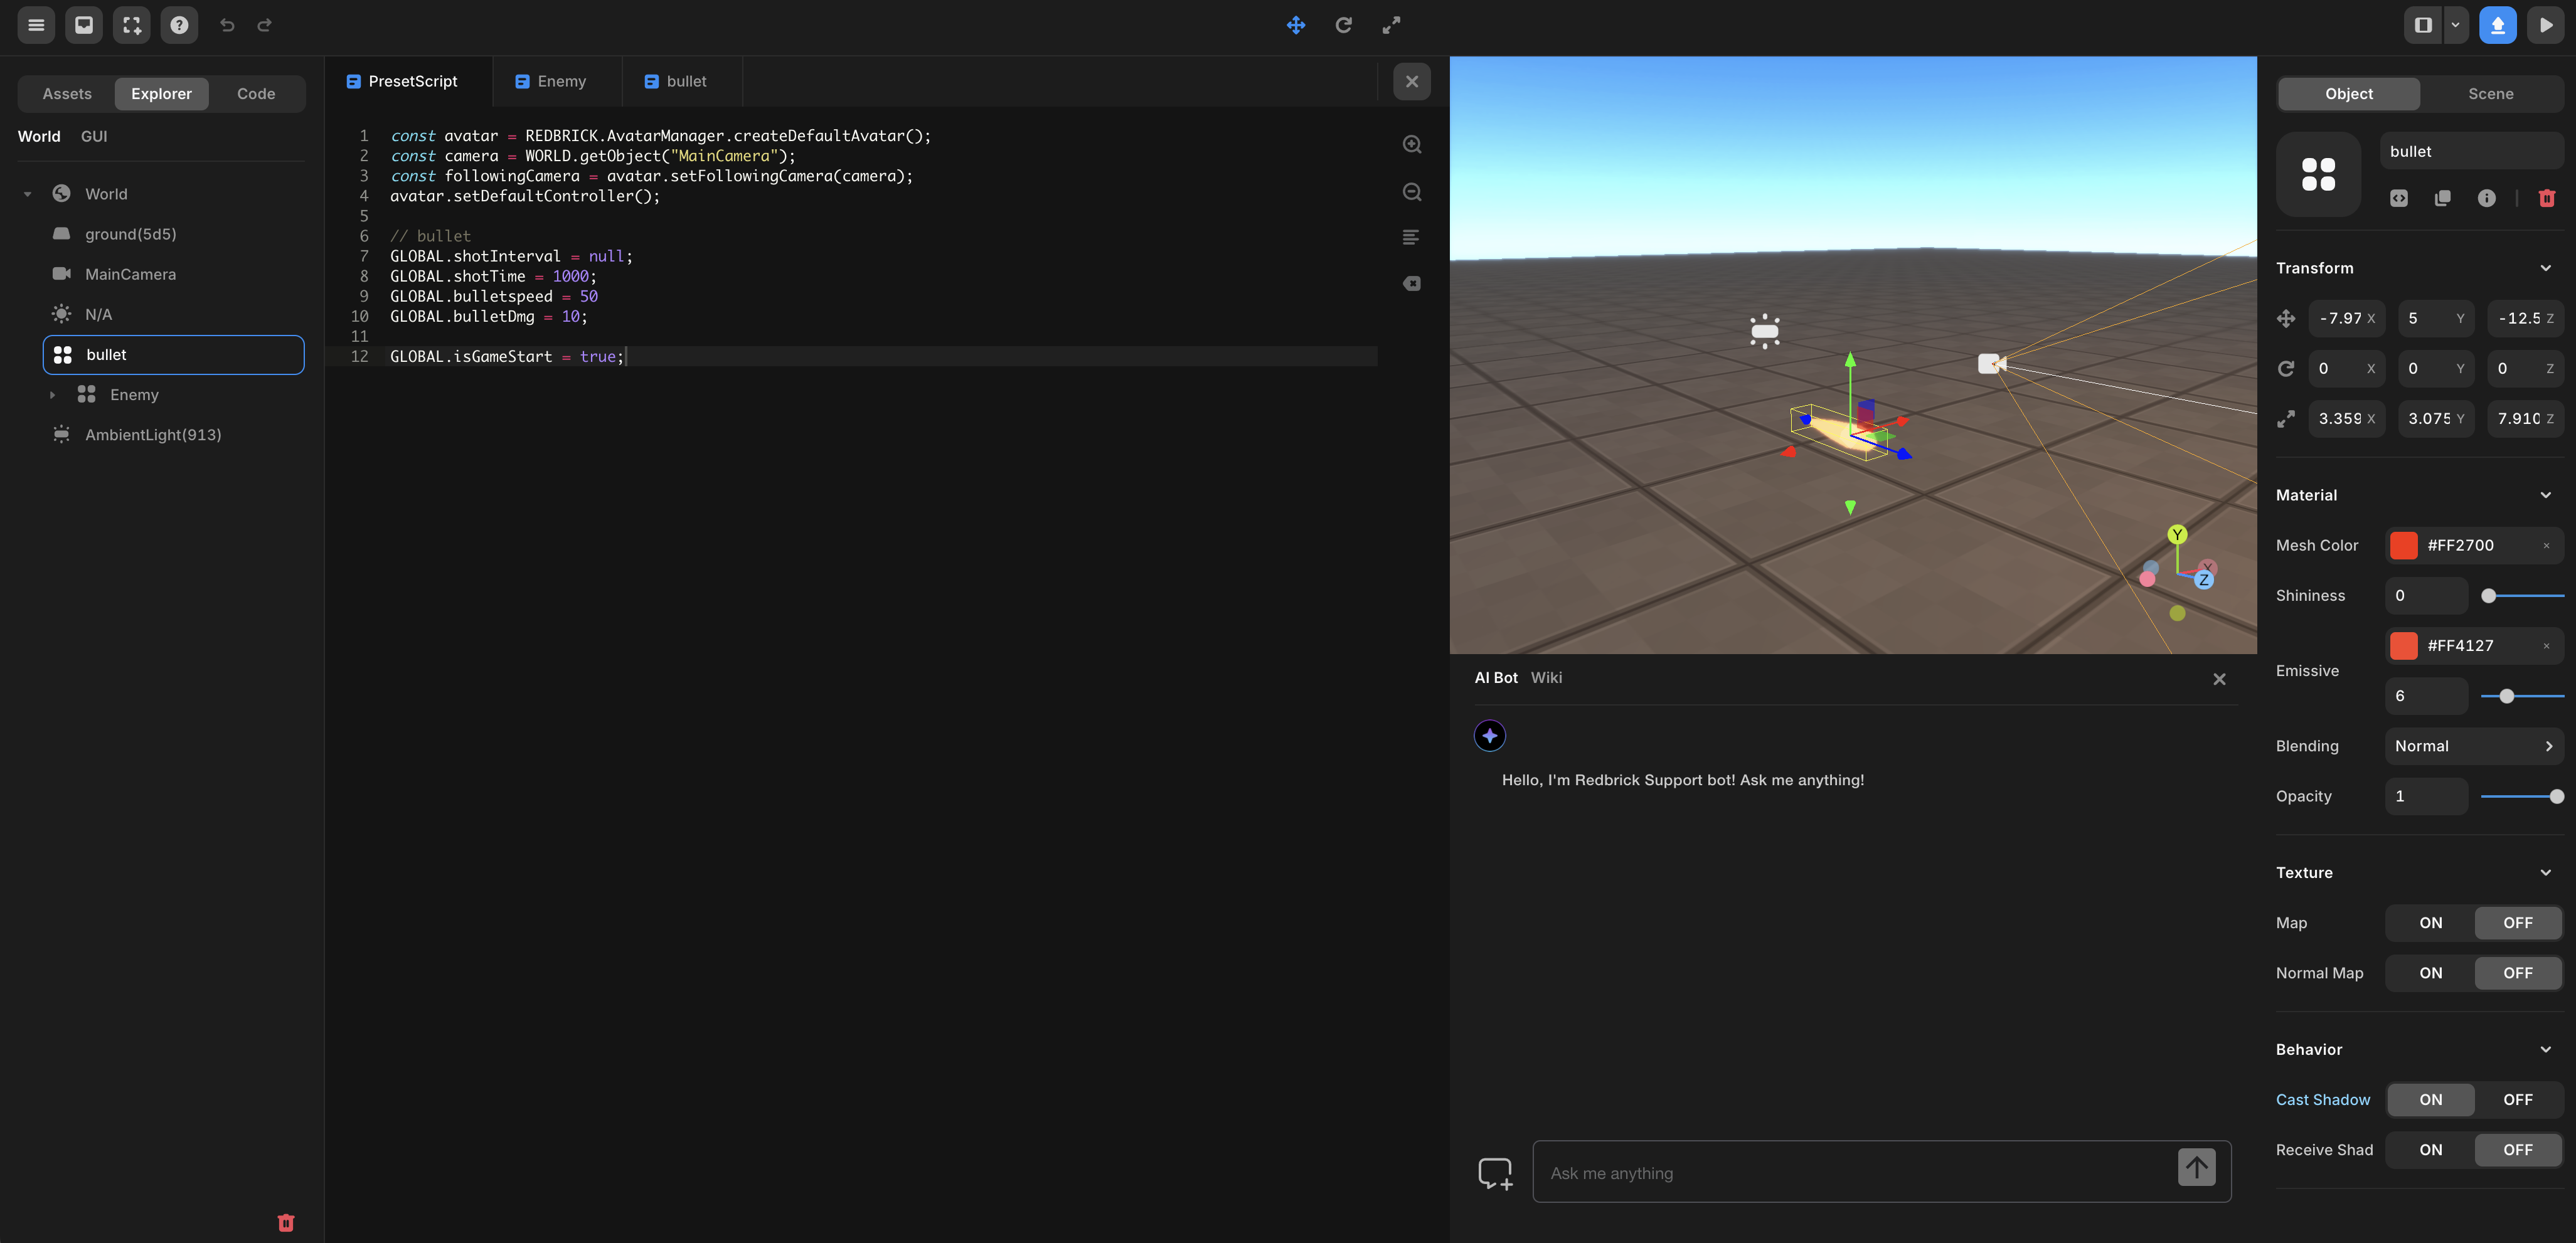 Assets Explorer Code
World GUI
World
ground(5d5)
MainCamera
N/A
bullet
Enemy
AmbientLight(913)
PresetScript Enemy bullet
1 const avatar = REDBRICK.AvatarManager.createDefaultAvatar();
2 const camera = WORLD.getObject("MainCamera");
3 const followingCamera = avatar.setFollowingCamera(camera);
4 avatar.setDefaultController();
5
6 // bullet
7 GLOBAL.shotInterval = null;
8 GLOBAL.shotTime = 1000;
9 GLOBAL.bulletspeed = 50
10 GLOBAL.bulletDmg = 10;
11
12 GLOBAL.isGameStart = true;
Y
X
Z
AI Bot Wiki
Hello, I'm Redbrick Support bot! Ask me anything!
Ask me anything
Object Scene
bullet
Transform
-7.97 X 5 Y -12.5 Z
0 X 0 Y 0 Z
3.359 X 3.075 Y 7.910 Z
Material
Mesh Color #FF2700 ×
Shininess 0
#FF4127 ×
Emissive
6
Blending Normal
Opacity 1
Texture
Map ON OFF
Normal Map ON OFF
Behavior
Cast Shadow ON OFF
Receive Shad ON OFF